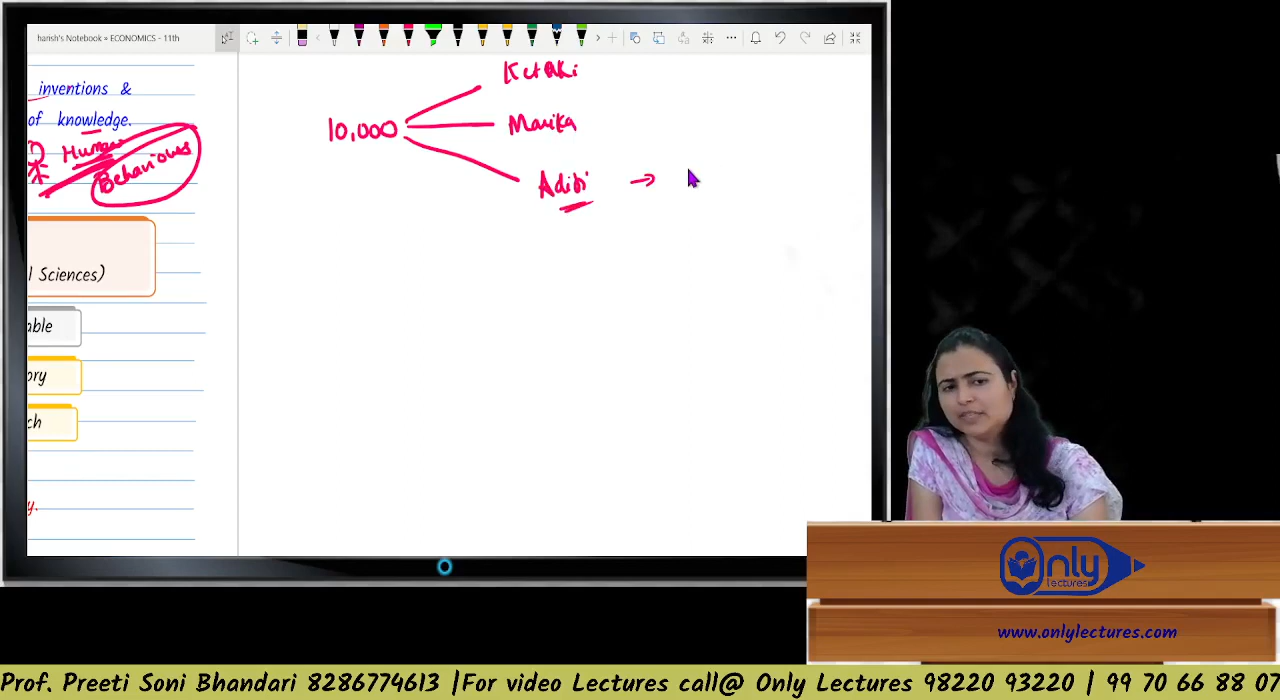 hansh's Notebook » ECONOMICS - 11th
inventions &
of knowledge.
Human
Behaviours
l Sciences)
able
ory
ch
y.
10,000
Ketaki
Aditi →
Only
lectures
www.onlylectures.com
Prof. Preeti Soni Bhandari 8286774613 |For video Lectures call@ Only Lectures 98220 93220 | 99 70 66 88 07